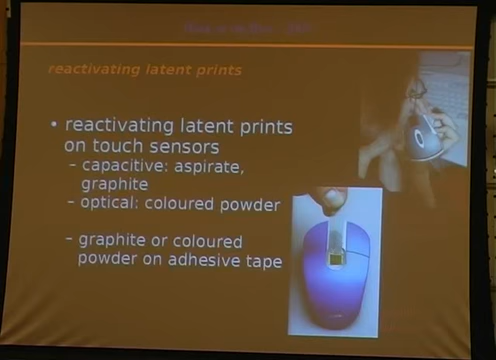 reactivating latent prints
• reactivating latent prints
on touch sensors
– capacitive: aspirate,
graphite
– optical: coloured powder
– graphite or coloured
powder on adhesive tape